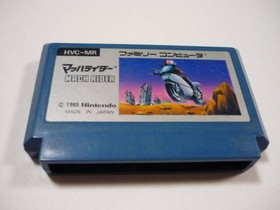 HVC-MR
ファミリー コンピュータ
マッハライダー
MACH RIDER
© 1985 Nintendo
MADE IN JAPAN